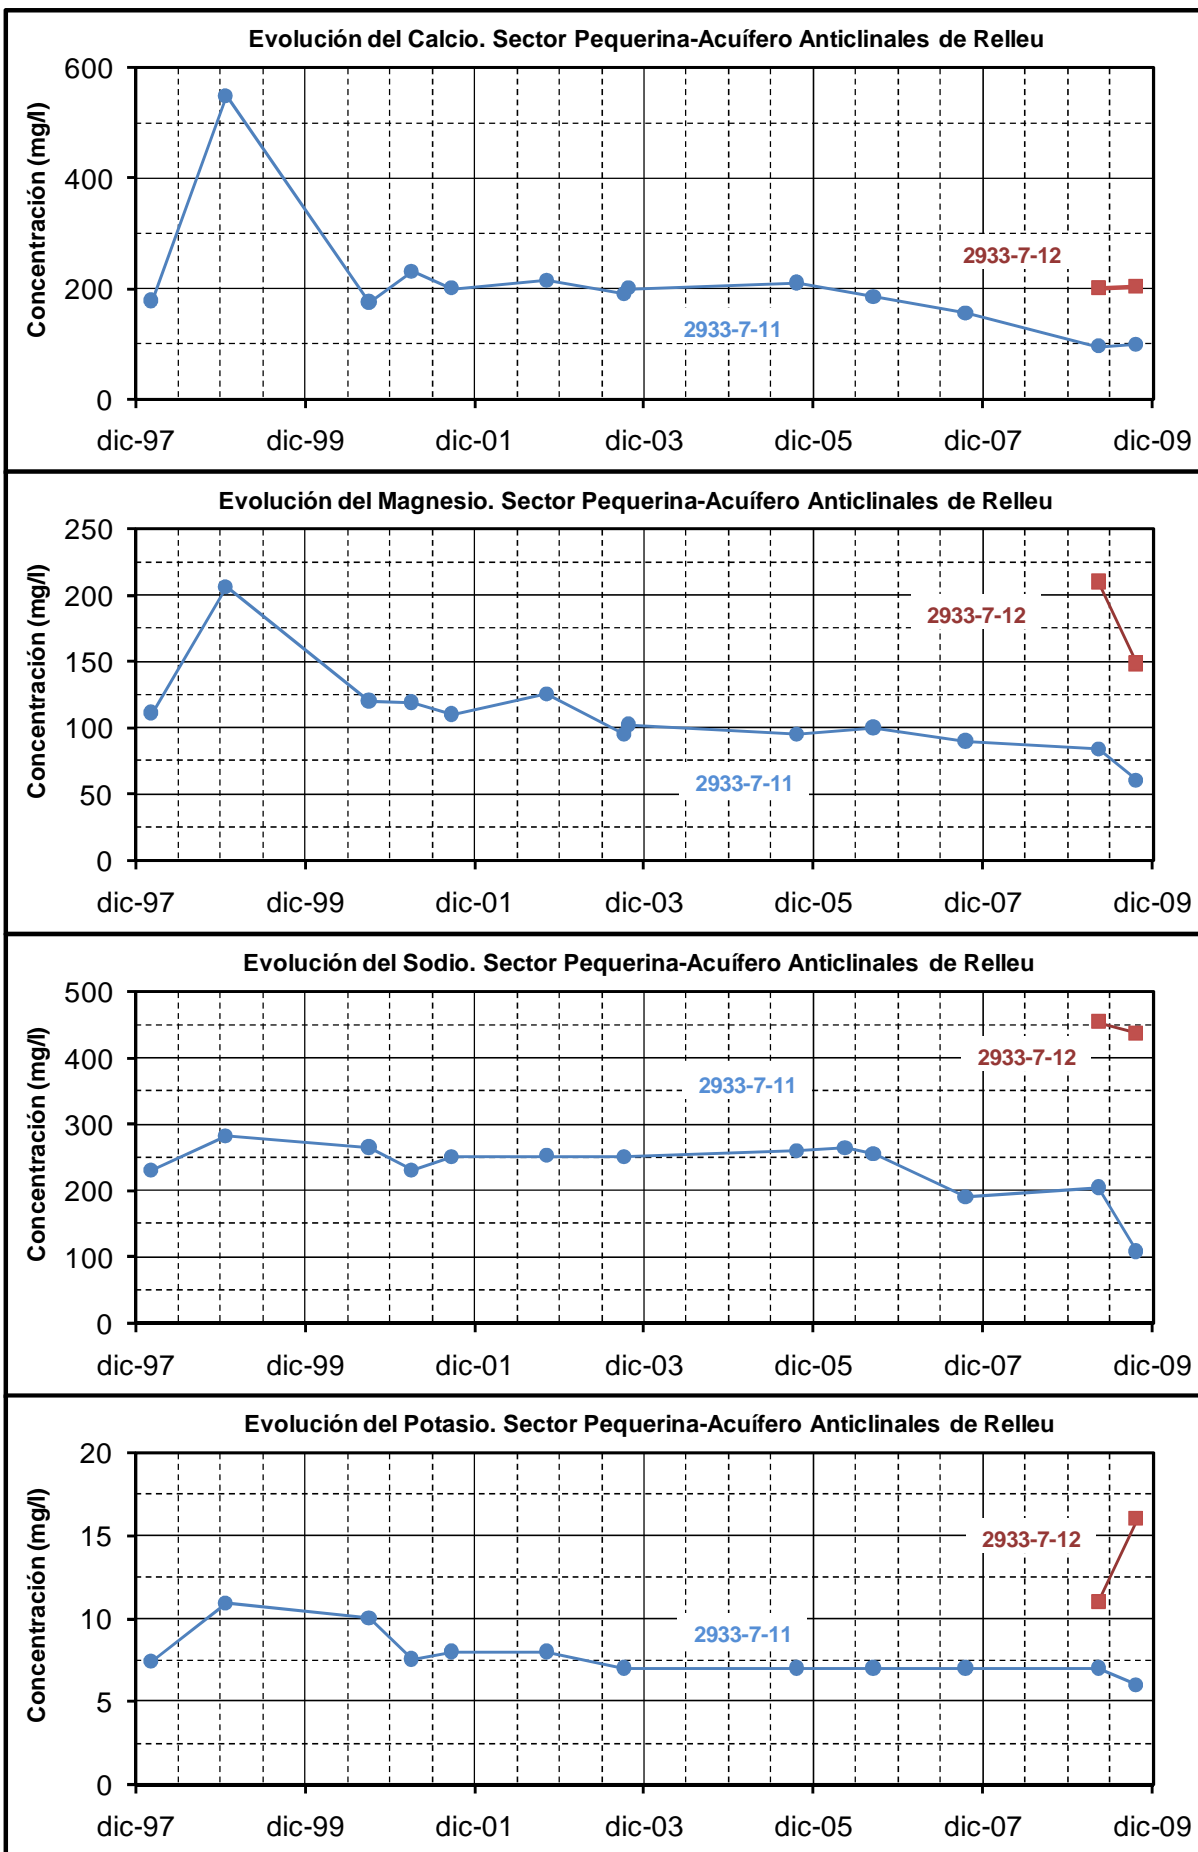 Evolución del Calcio. Sector Pequerina-Acuífero Anticlinales de Relleu
Concentración (mg/l)
600
400
200
0
2933-7-12
2933-7-11
dic-97 dic-99 dic-01 dic-03 dic-05 dic-07 dic-09
Evolución del Magnesio. Sector Pequerina-Acuífero Anticlinales de Relleu
Concentración (mg/l)
250
200
150
100
50
0
2933-7-12
2933-7-11
dic-97 dic-99 dic-01 dic-03 dic-05 dic-07 dic-09
Evolución del Sodio. Sector Pequerina-Acuífero Anticlinales de Relleu
Concentración (mg/l)
500
400
300
200
100
0
2933-7-12
2933-7-11
dic-97 dic-99 dic-01 dic-03 dic-05 dic-07 dic-09
Evolución del Potasio. Sector Pequerina-Acuífero Anticlinales de Relleu
Concentración (mg/l)
20
15
10
5
0
2933-7-12
2933-7-11
dic-97 dic-99 dic-01 dic-03 dic-05 dic-07 dic-09